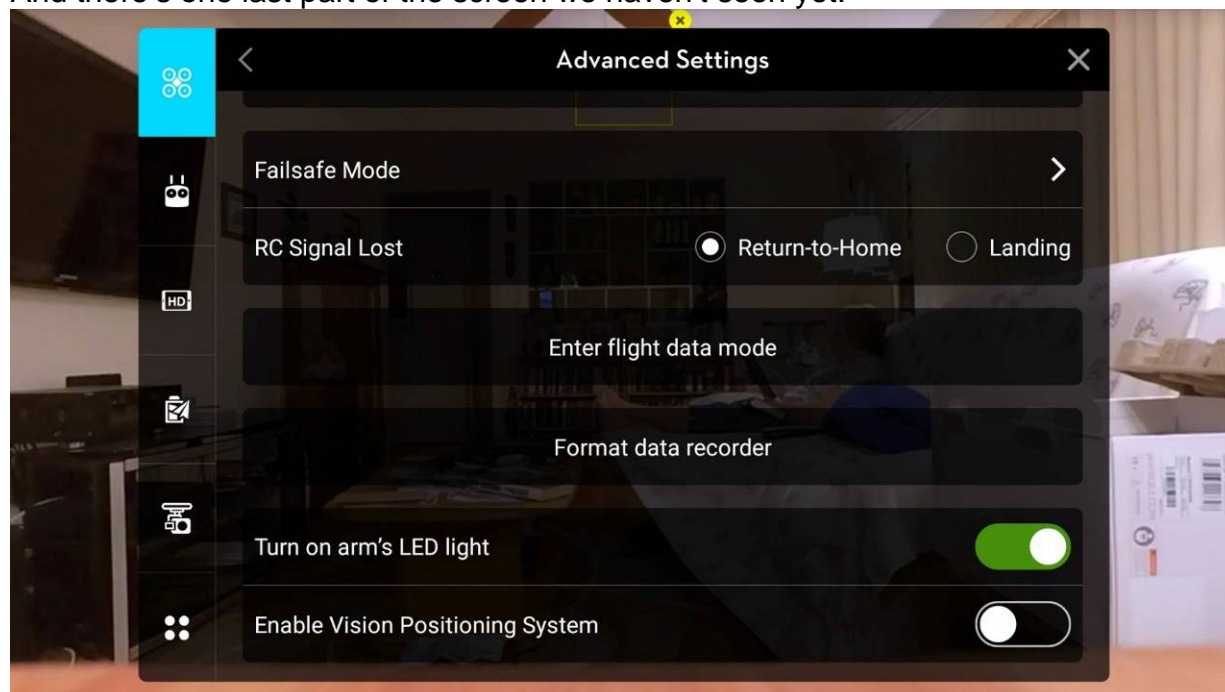 And there's one last part of the screen we haven't seen yet.
Advanced Settings
Failsafe Mode
RC Signal Lost Return-to-Home Landing
Enter flight data mode
Format data recorder
Turn on arm's LED light
Enable Vision Positioning System
HD